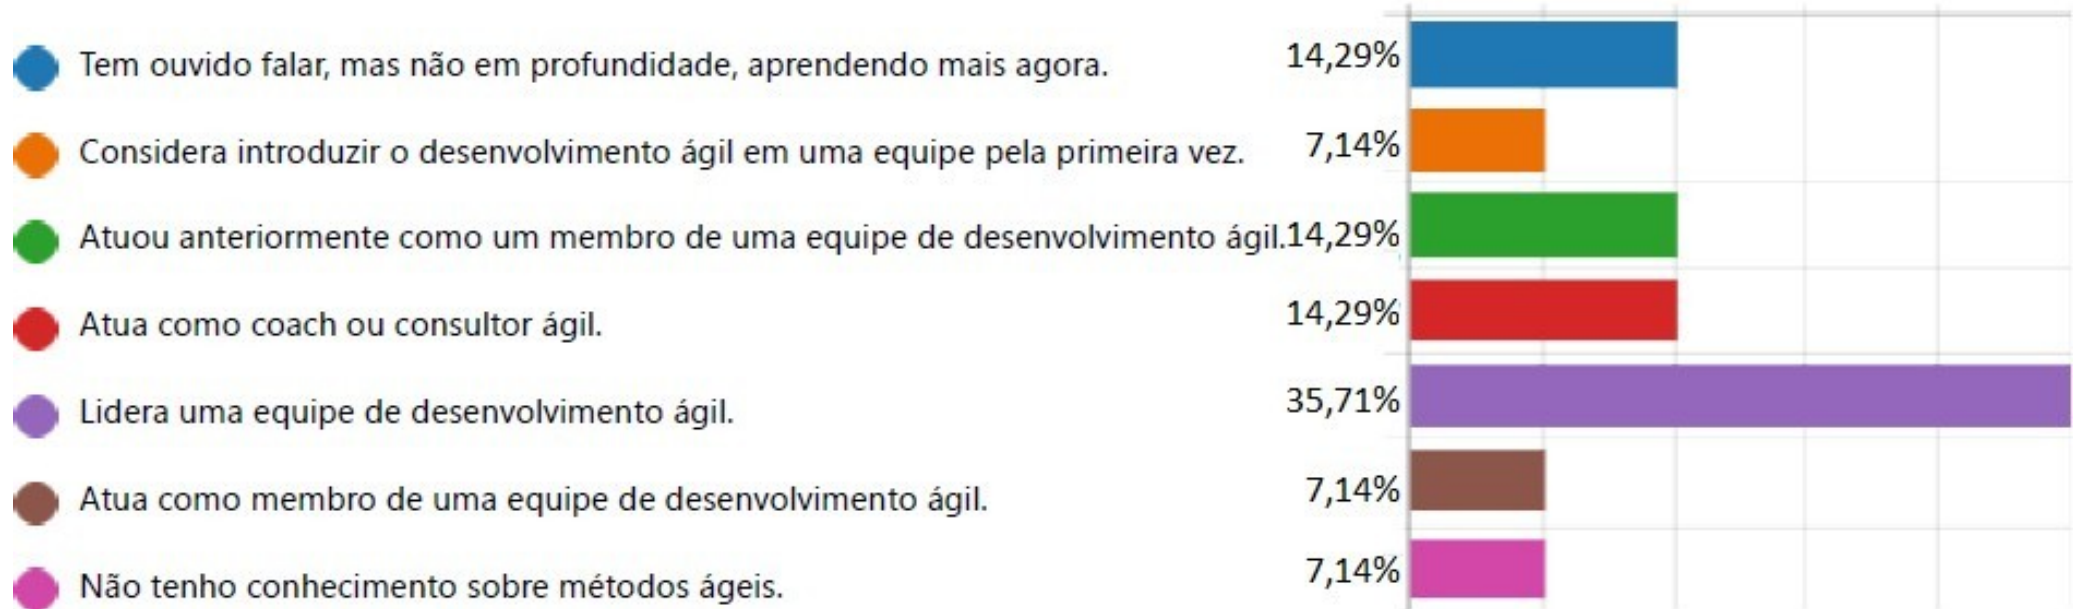 Tem ouvido falar, mas não em profundidade, aprendendo mais agora. 14,29%
Considera introduzir o desenvolvimento ágil em uma equipe pela primeira vez. 7,14%
Atuou anteriormente como um membro de uma equipe de desenvolvimento ágil. 14,29%
Atua como coach ou consultor ágil. 14,29%
Lidera uma equipe de desenvolvimento ágil. 35,71%
Atua como membro de uma equipe de desenvolvimento ágil. 7,14%
Não tenho conhecimento sobre métodos ágeis. 7,14%